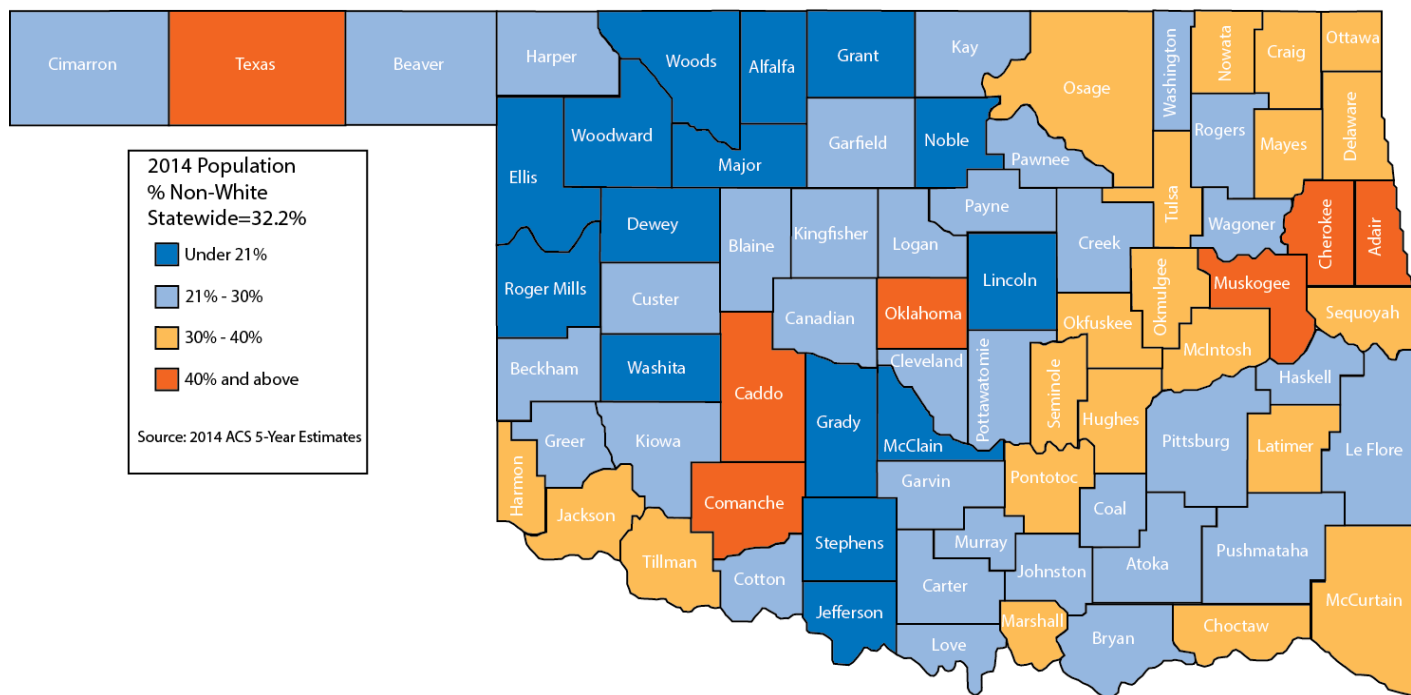 Cimarron
Texas
Beaver
Harper
Woods
Alfalfa
Grant
Kay
Osage
Washington
Nowata
Craig
Ottawa
Woodward
Major
Garfield
Noble
Pawnee
Rogers
Mayes
Delaware
2014 Population
% Non-White
Statewide=32.2%
Under 21%
21% - 30%
30% - 40%
40% and above
Source: 2014 ACS 5-Year Estimates
Ellis
Dewey
Blaine
Kingfisher
Logan
Payne
Creek
Tulsa
Wagoner
Cherokee
Adair
Roger Mills
Custer
Canadian
Oklahoma
Lincoln
Okfuskee
Okmulgee
Muskogee
Sequoyah
McIntosh
Beckham
Washita
Caddo
Grady
Cleveland
Pottawatomie
Seminole
Hughes
Haskell
Pittsburg
Latimer
Le Flore
Harmon
Greer
Kiowa
McClain
Garvin
Pontotoc
Coal
Jackson
Comanche
Stephens
Murray
Johnston
Atoka
Pushmataha
Tillman
Cotton
Jefferson
Carter
Love
Marshall
Bryan
Choctaw
McCurtain